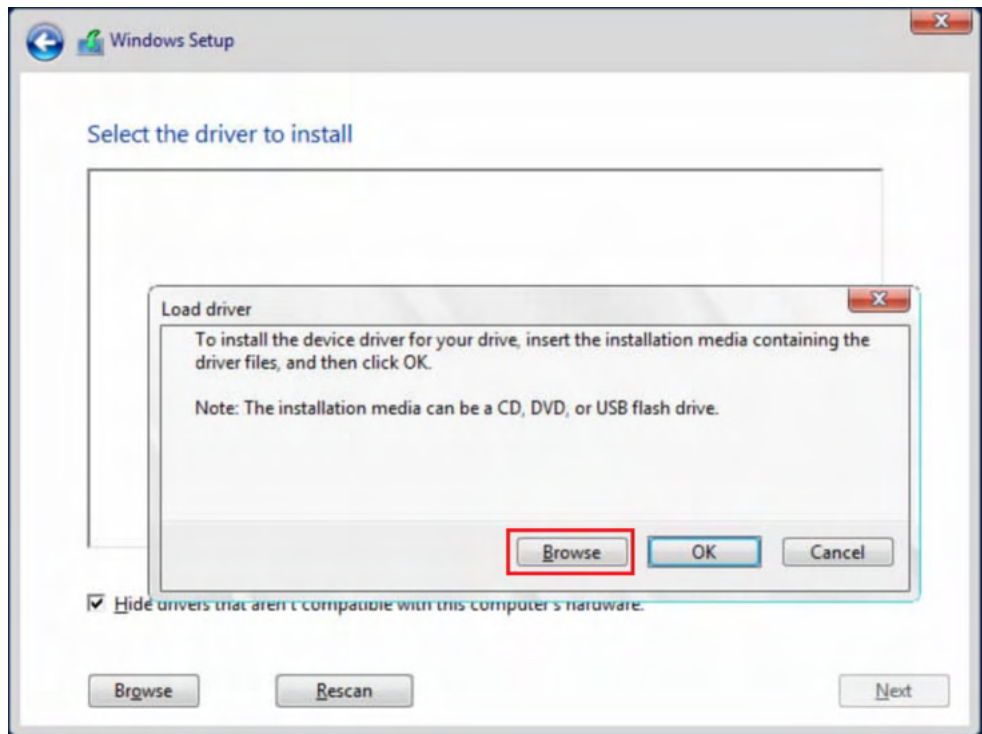 Windows Setup
Select the driver to install
Load driver
To install the device driver for your drive, insert the installation media containing the
driver files, and then click OK.
Note: The installation media can be a CD, DVD, or USB flash drive.
Browse OK Cancel
Hide drivers that aren't compatible with this computer's hardware.
Browse Rescan Next